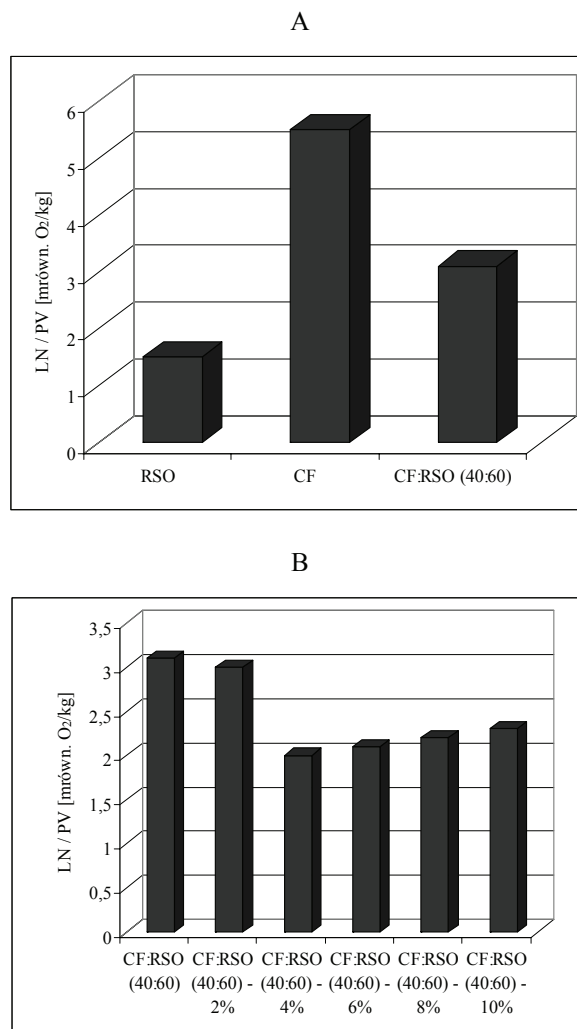 A
LN / PV [mrówn. O₂/kg]
6
5
4
3
2
1
0
RSO
CF
CF:RSO (40:60)
B
LN / PV [mrówn. O₂/kg]
3,5
3
2,5
2
1,5
1
0,5
0
CF:RSO CF:RSO CF:RSO CF:RSO CF:RSO CF:RSO
(40:60) (40:60) - (40:60) - (40:60) - (40:60) - (40:60) -
2% 4% 6% 8% 10%